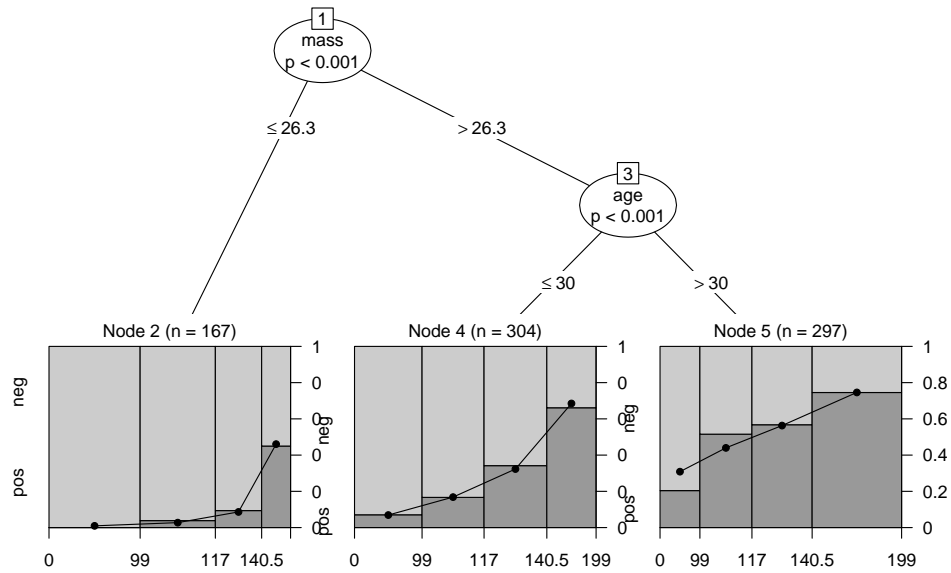 1
mass
p < 0.001
≤ 26.3
> 26.3
3
age
p < 0.001
≤ 30
> 30
Node 2 (n = 167)
neg
pos
1
0
0
0
0
0
0
99
117
140.5
Node 4 (n = 304)
neg
pos
1
0
0
0
0
0
0
99
117
140.5
199
Node 5 (n = 297)
neg
pos
1
0.8
0.6
0.4
0.2
0
0
99
117
140.5
199